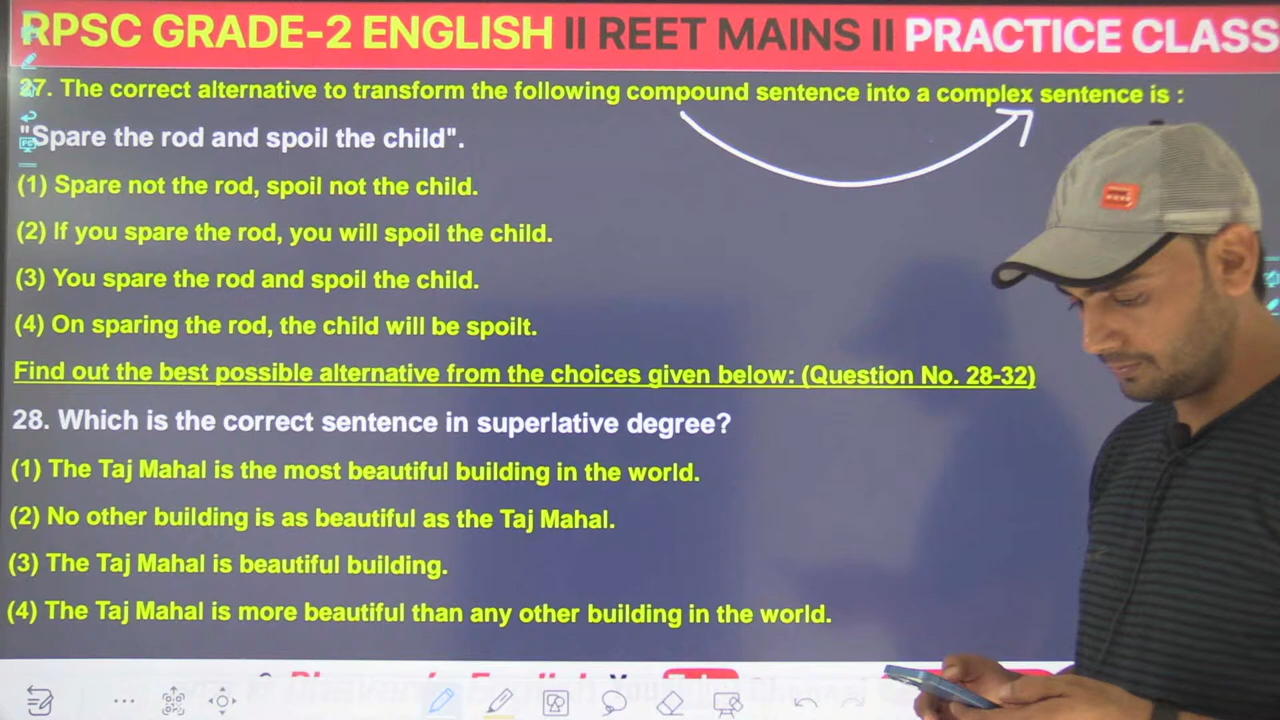 RPSC GRADE-2 ENGLISH II REET MAINS II PRACTICE CLASS
27. The correct alternative to transform the following compound sentence into a complex sentence is :
"Spare the rod and spoil the child".
(1) Spare not the rod, spoil not the child.
(2) If you spare the rod, you will spoil the child.
(3) You spare the rod and spoil the child.
(4) On sparing the rod, the child will be spoilt.
Find out the best possible alternative from the choices given below: (Question No. 28-32)
28. Which is the correct sentence in superlative degree?
(1) The Taj Mahal is the most beautiful building in the world.
(2) No other building is as beautiful as the Taj Mahal.
(3) The Taj Mahal is beautiful building.
(4) The Taj Mahal is more beautiful than any other building in the world.